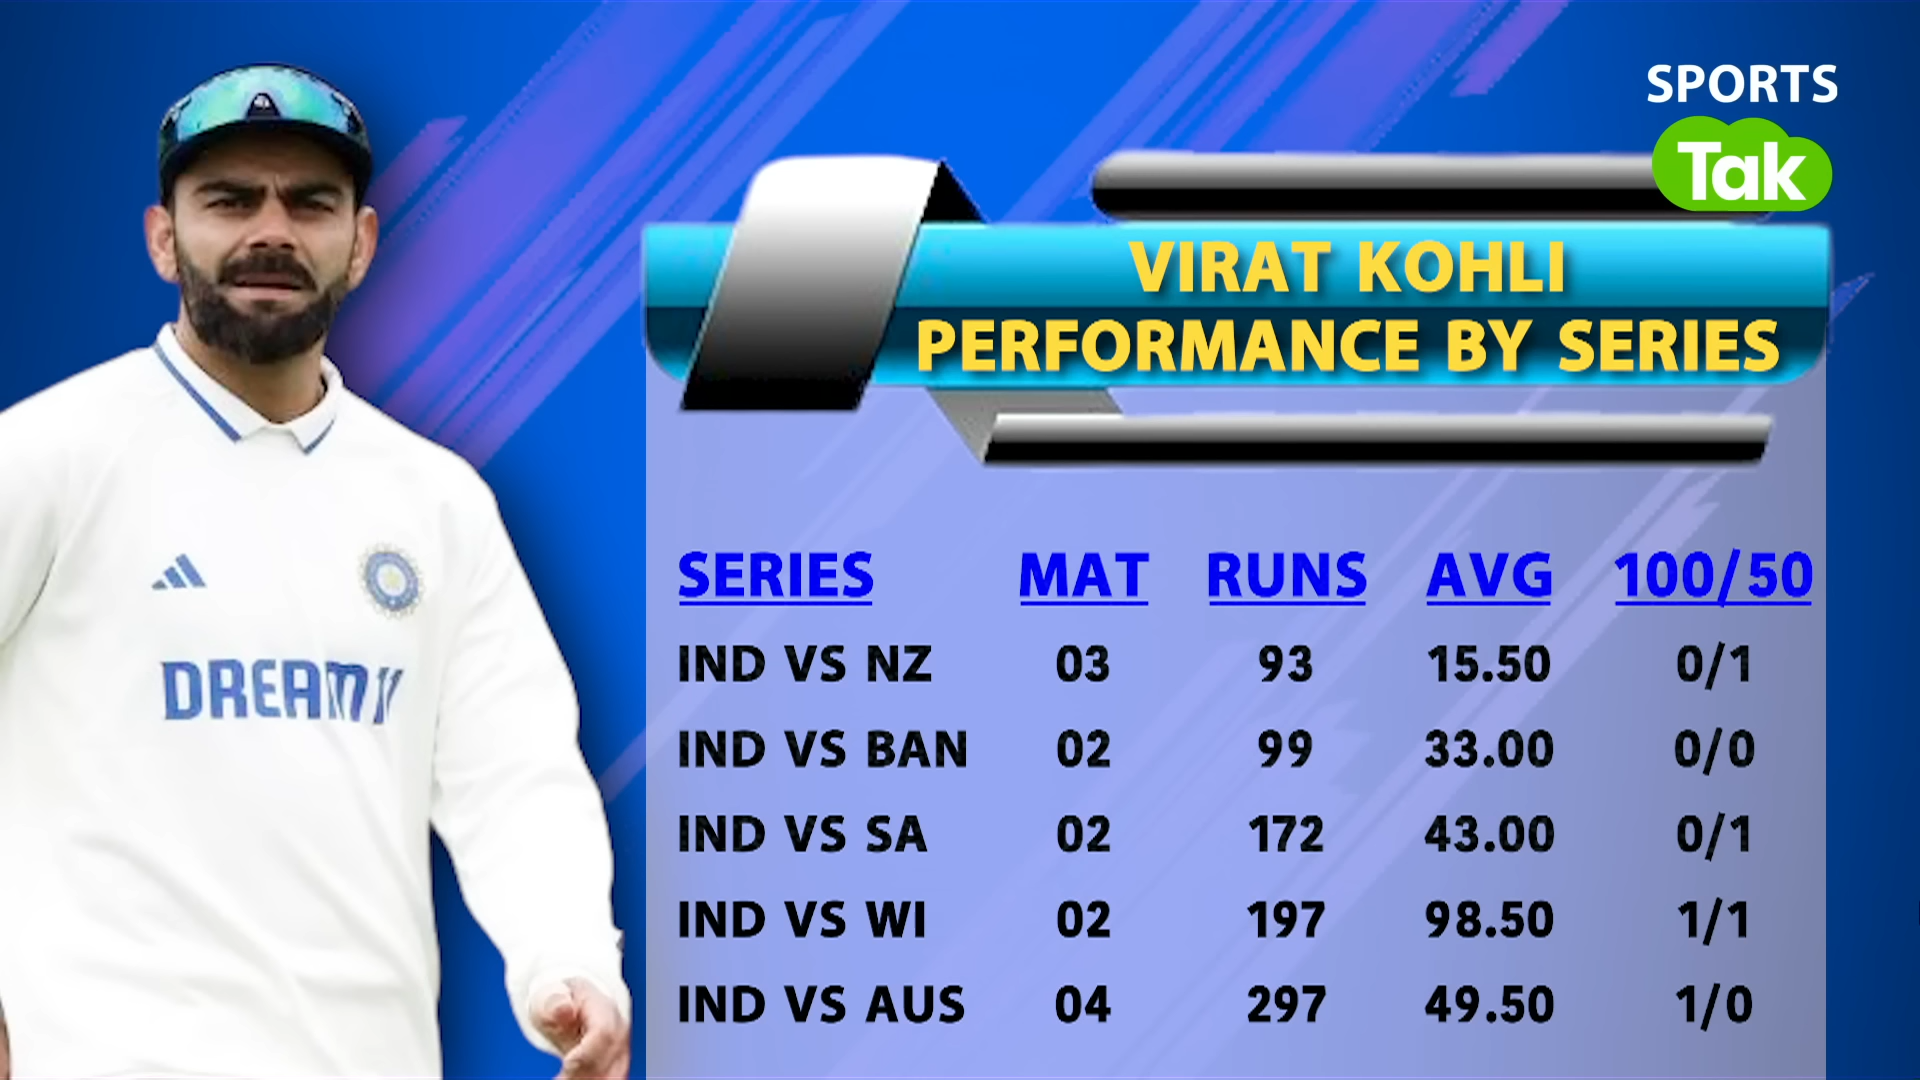 SPORTS
Tak
VIRAT KOHLI
PERFORMANCE BY SERIES
SERIES MAT RUNS AVG 100/50
IND VS NZ 03 93 15.50 0/1
IND VS BAN 02 99 33.00 0/0
IND VS SA 02 172 43.00 0/1
IND VS WI 02 197 98.50 1/1
IND VS AUS 04 297 49.50 1/0
DREAM11